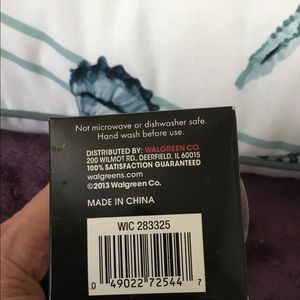 Not microwave or dishwasher safe.
Hand wash before use.
DISTRIBUTED BY: WALGREEN CO.
200 WILMOT RD., DEERFIELD, IL 60015
100% SATISFACTION GUARANTEED
walgreens.com
©2013 Walgreen Co.
MADE IN CHINA
WIC 283325
0 49022 72544 7